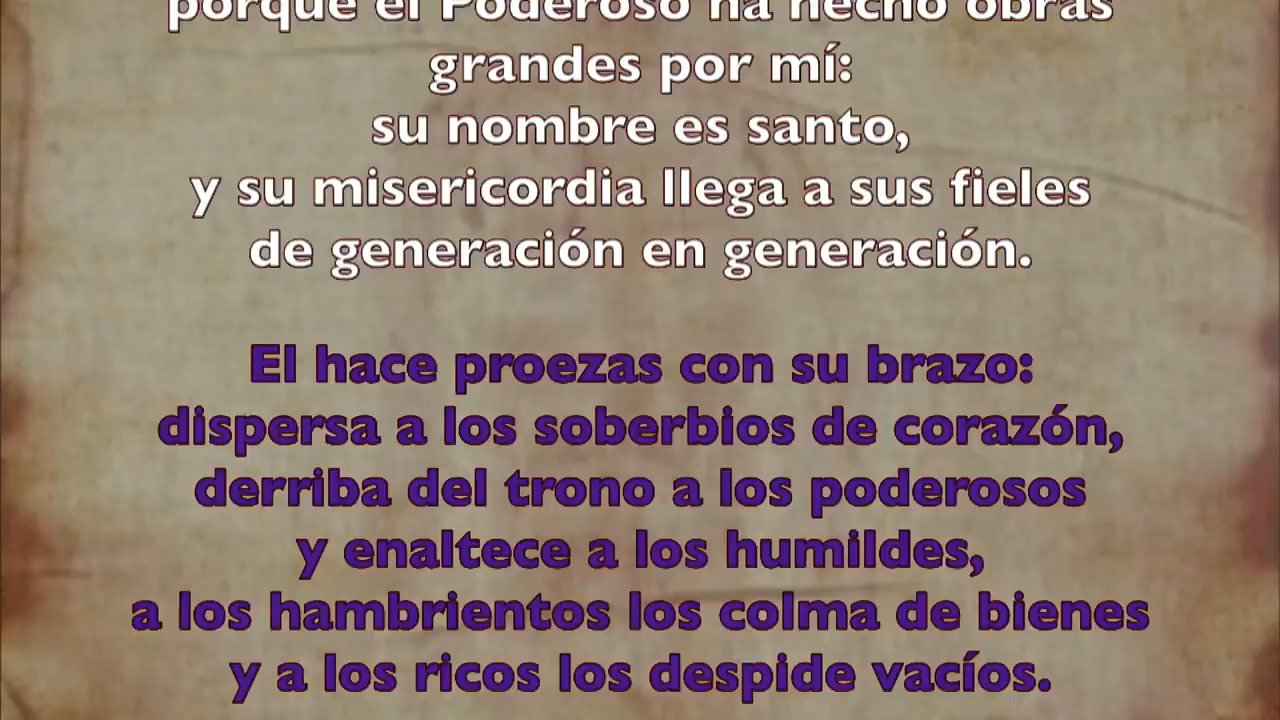 porque el Poderoso ha hecho obras
grandes por mí:
su nombre es santo,
y su misericordia llega a sus fieles
de generación en generación.
El hace proezas con su brazo:
dispersa a los soberbios de corazón,
derriba del trono a los poderosos
y enaltece a los humildes,
a los hambrientos los colma de bienes
y a los ricos los despide vacíos.